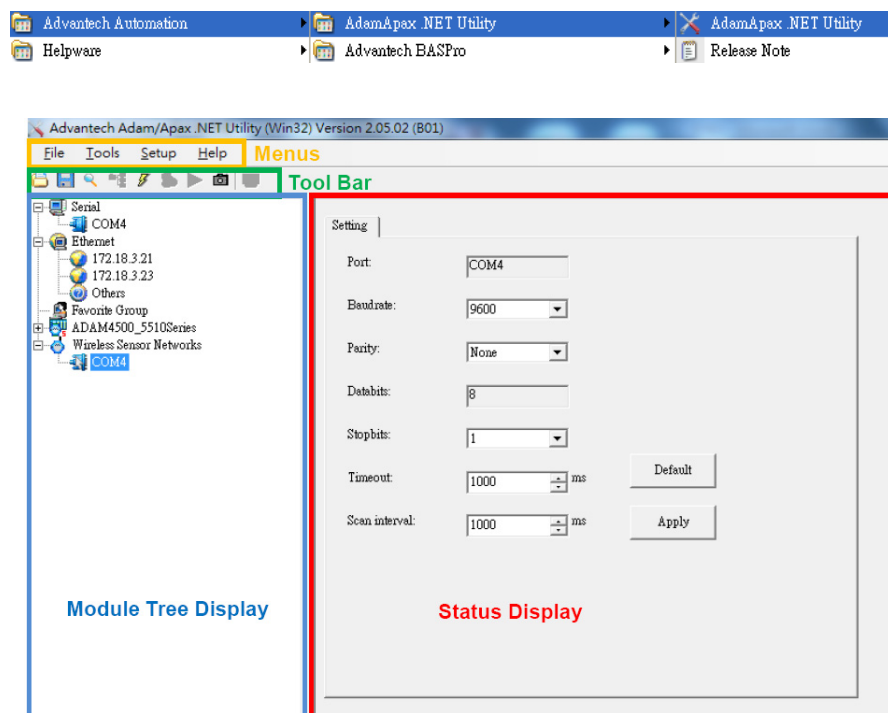 Advantech Automation AdamApax .NET Utility AdamApax .NET Utility
Helpware Advantech BASPro Release Note
Advantech Adam/Apax .NET Utility (Win32) Version 2.05.02 (B01)
File Tools Setup Help Menus
Tool Bar
Serial
COM4
Ethernet
172.18.3.21
172.18.3.23
Others
Favorite Group
ADAM4500_5510Series
Wireless Sensor Networks
COM4
Module Tree Display
Setting
Port: COM4
Baudrate: 9600
Parity: None
Databits: 8
Stopbits: 1
Timeout: 1000 ms Default
Scan interval: 1000 ms Apply
Status Display